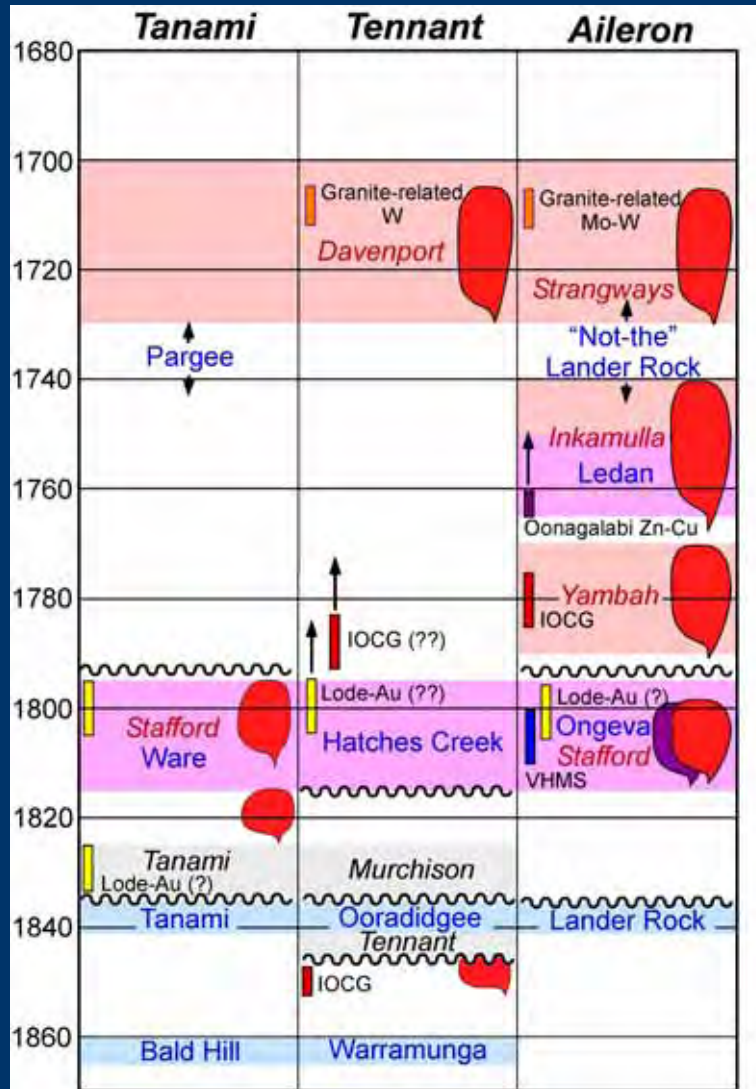 Tanami Tennant Aileron
1680
1700
Granite-related
W
Davenport
Granite-related
Mo-W
1720
Strangways
Pargee
"Not-the"
Lander Rock
1740
Inkamulla
Ledan
1760
Oonagalabi Zn-Cu
1780
Yambah
IOCG
IOCG (??)
1800
Stafford
Ware
Lode-Au (??)
Hatches Creek
Lode-Au (?)
Ongeva
Stafford
VHMS
1820
Tanami
Lode-Au (?)
Murchison
Tanami
Ooradidgee
Lander Rock
1840
Tennant
IOCG
1860
Bald Hill
Warramunga